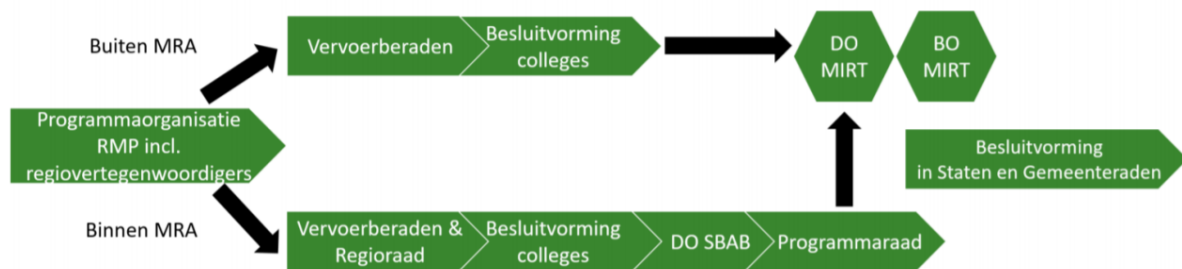 Buiten MRA
Vervoerberaden
Besluitvorming
colleges
DO
MIRT
BO
MIRT
Programmaorganisatie
RMP incl.
regiovertegenwoordigers
Besluitvorming
in Staten en Gemeenteraden
Binnen MRA
Vervoerberaden &
Regioraad
Besluitvorming
colleges
DO SBAB
Programmaraad